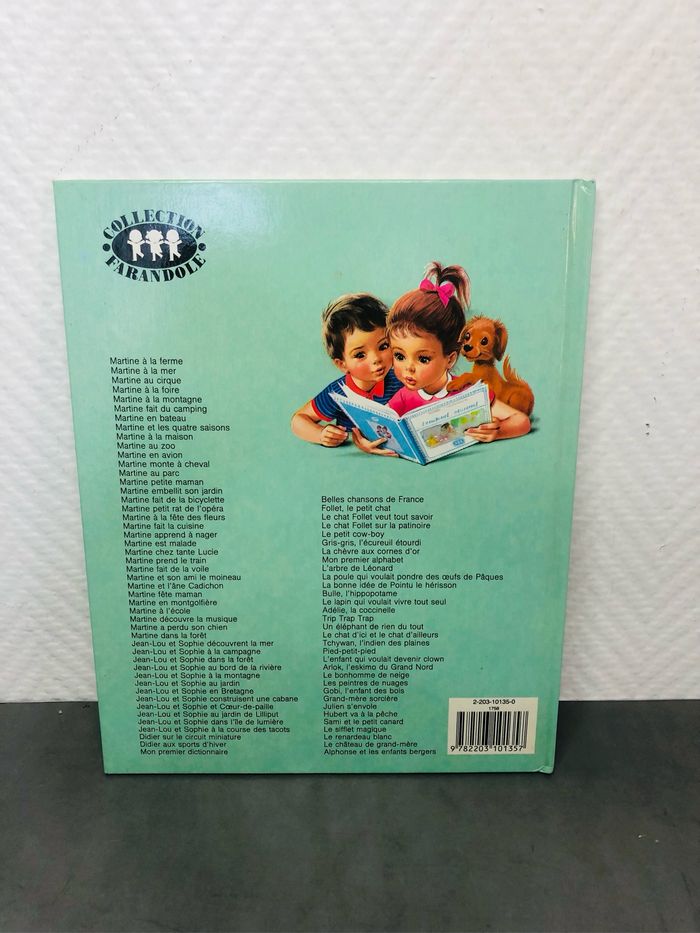 COLLECTION
FARANDOLE
Martine à la ferme
Martine à la mer
Martine au cirque
Martine à la foire
Martine à la montagne
Martine fait du camping
Martine en bateau
Martine et les quatre saisons
Martine à la maison
Martine au zoo
Martine en avion
Martine monte à cheval
Martine au parc
Martine petite maman
Martine embellit son jardin
Martine fait de la bicyclette
Martine petit rat de l'opéra
Martine à la fête des fleurs
Martine fait la cuisine
Martine apprend à nager
Martine est malade
Martine chez tante Lucie
Martine prend le train
Martine fait de la voile
Martine et son ami le moineau
Martine et l'âne Cadichon
Martine fête maman
Martine en montgolfière
Martine à l'école
Martine découvre la musique
Martine a perdu son chien
Martine dans la forêt
Jean-Lou et Sophie découvrent la mer
Jean-Lou et Sophie à la campagne
Jean-Lou et Sophie dans la forêt
Jean-Lou et Sophie au bord de la rivière
Jean-Lou et Sophie à la montagne
Jean-Lou et Sophie au jardin
Jean-Lou et Sophie en Bretagne
Jean-Lou et Sophie construisent une cabane
Jean-Lou et Sophie et Cœur-de-paille
Jean-Lou et Sophie au jardin de Lilliput
Jean-Lou et Sophie dans l'île de lumière
Jean-Lou et Sophie à la course des tacots
Didier sur le circuit miniature
Didier aux sports d'hiver
Mon premier dictionnaire
Belles chansons de France
Follet, le petit chat
Le chat Follet veut tout savoir
Le chat Follet sur la patinoire
Le petit cow-boy
Gris-gris, l'écureuil étourdi
La chèvre aux cornes d'or
Mon premier alphabet
L'arbre de Léonard
La poule qui voulait pondre des œufs de Pâques
La bonne idée de Pointu le hérisson
Bulle, l'hippopotame
Le lapin qui voulait vivre tout seul
Adélie, la coccinelle
Trip Trap Trap
Un éléphant de rien du tout
Le chat d'ici et le chat d'ailleurs
Tchywan, l'indien des plaines
Pied-petit-pied
L'enfant qui voulait devenir clown
Arlok, l'eskimo du Grand Nord
Le bonhomme de neige
Les peintres de nuages
Gobi, l'enfant des bois
Grand-mère sorcière
Julien s'envole
Hubert va à la pêche
Sami et le petit canard
Le sifflet magique
Le renardeau blanc
Le château de grand-mère
Alphonse et les enfants bergers
2-203-10135-0
9 782203 101357